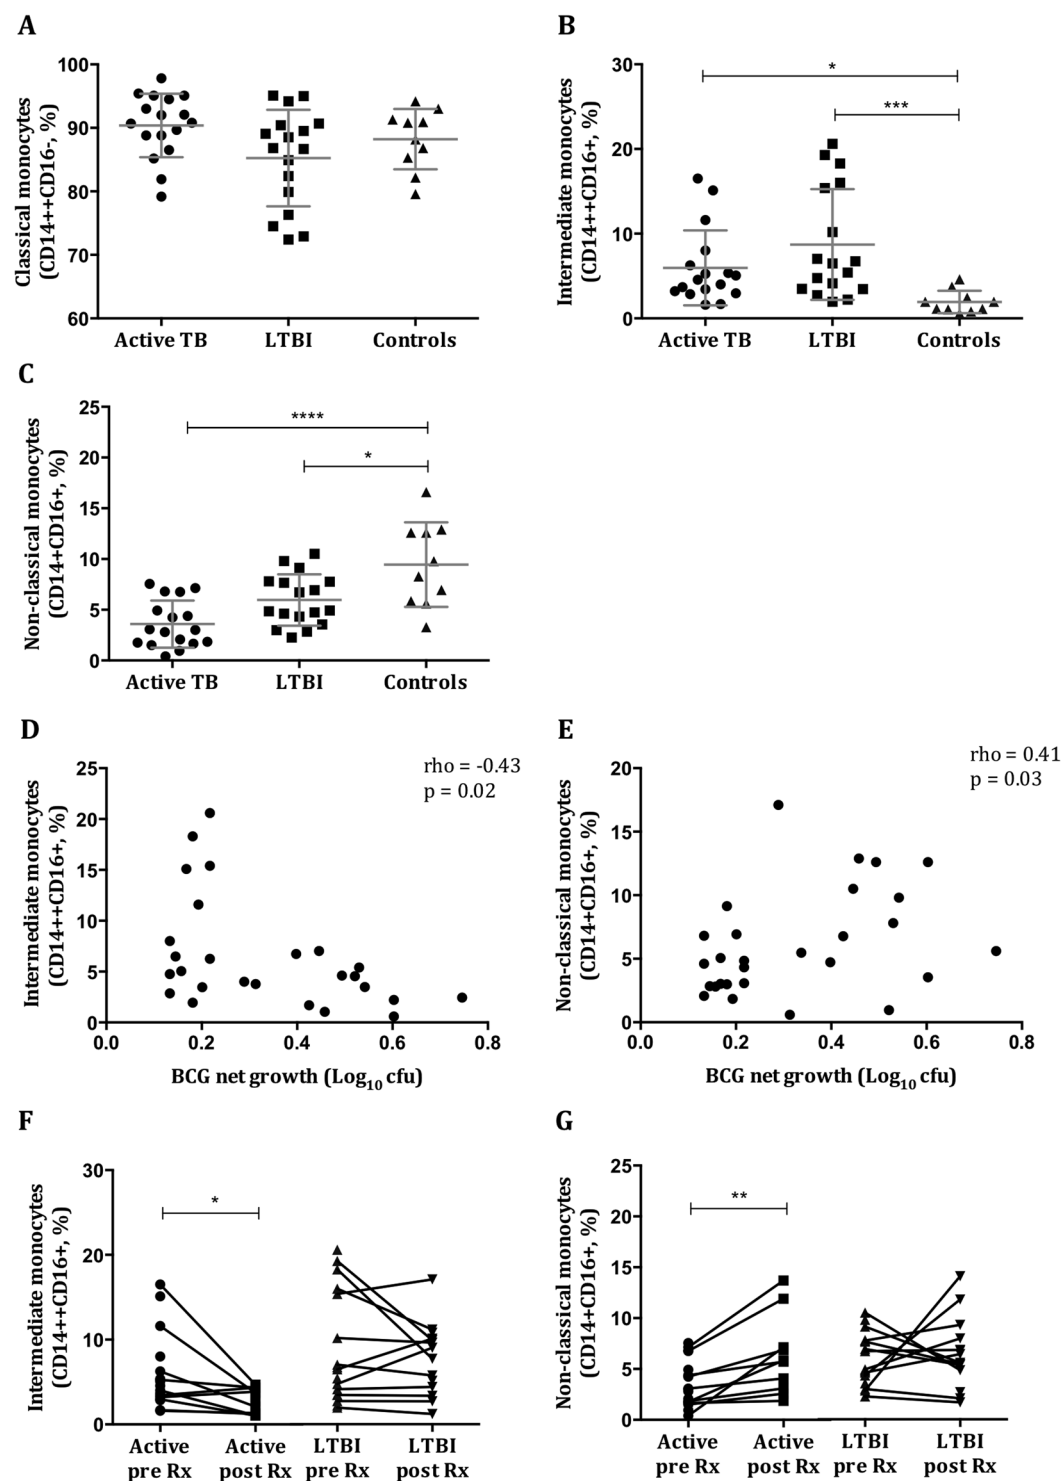 A
Classical monocytes
(CD14++CD16-, %)
100
90
80
70
60
Active TB
LTBI
Controls
B
Intermediate monocytes
(CD14++CD16+, %)
30
20
10
0
*
***
Active TB
LTBI
Controls
C
Non-classical monocytes
(CD14+CD16+, %)
25
20
15
10
5
0
****
*
Active TB
LTBI
Controls
D
rho = -0.43
p = 0.02
Intermediate monocytes
(CD14++CD16+, %)
25
20
15
10
5
0
0.0
0.2
0.4
0.6
0.8
BCG net growth (Log10 cfu)
E
rho = 0.41
p = 0.03
Non-classical monocytes
(CD14+CD16+, %)
20
15
10
5
0
0.0
0.2
0.4
0.6
0.8
BCG net growth (Log10 cfu)
F
Intermediate monocytes
(CD14++CD16+, %)
30
20
10
0
*
Active
pre Rx
Active
post Rx
LTBI
pre Rx
LTBI
post Rx
G
Non-classical monocytes
(CD14+CD16+, %)
25
20
15
10
5
0
**
Active
pre Rx
Active
post Rx
LTBI
pre Rx
LTBI
post Rx